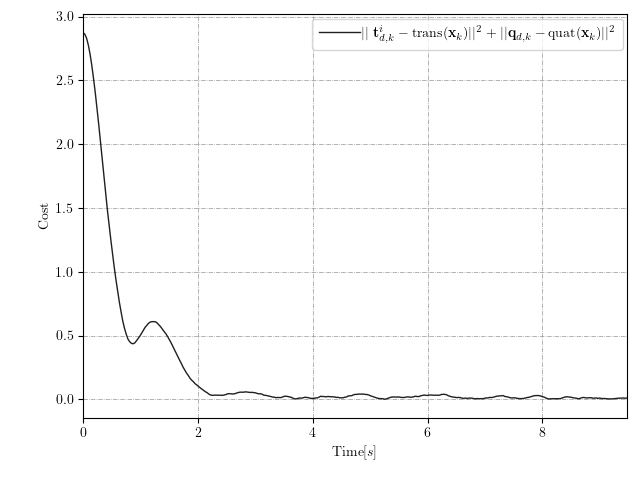 || t^i_{d,k} − trans(x_k)||² + ||q_{d,k} − quat(x_k)||²
3.0
2.5
2.0
1.5
1.0
0.5
0.0
Cost
0 2 4 6 8
Time[s]